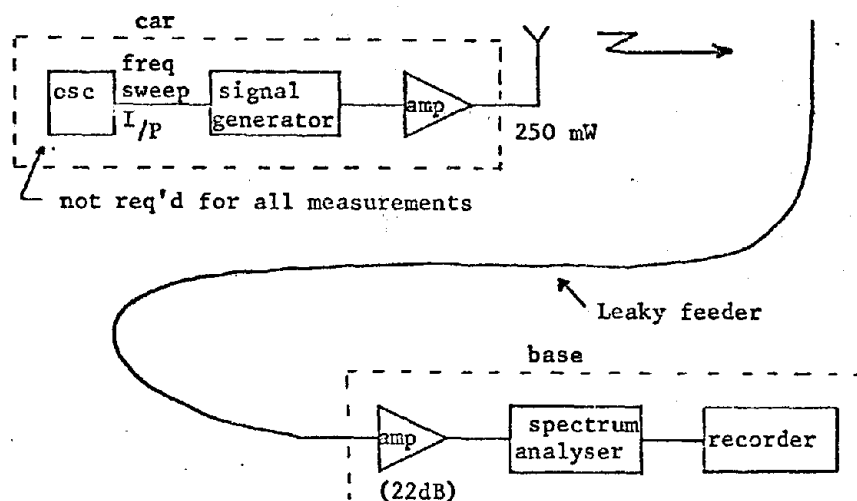 car
osc
freq
sweep
I/P
signal
generator
amp
250 mW
not req'd for all measurements
Leaky feeder
base
amp
(22dB)
spectrum
analyser
recorder